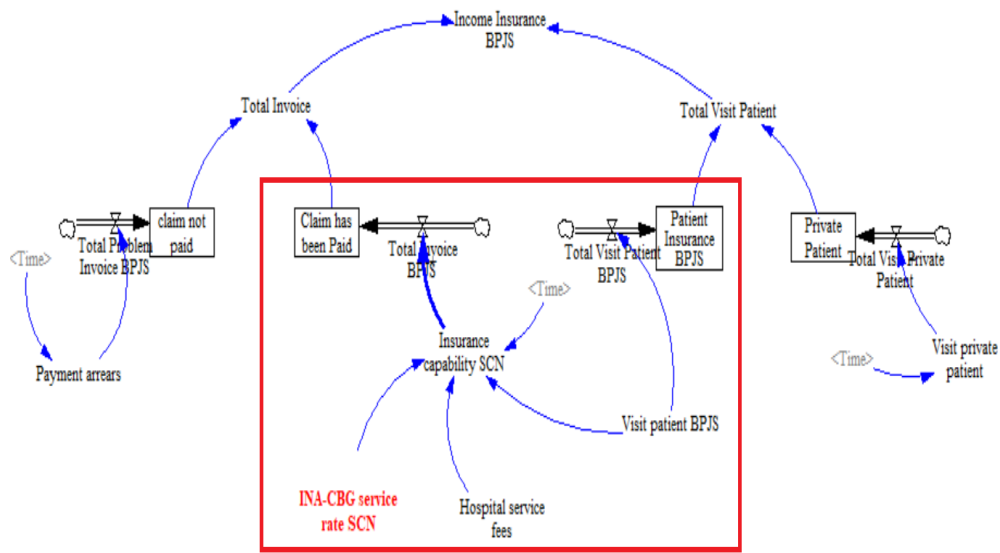 Income Insurance
BPJS
Total Invoice
Total Visit Patient
claim not
paid
Total Problem
Invoice BPJS
<Time>
Payment arrears
Claim has
been Paid
Total Invoice
BPJS
Total Visit Patient
BPJS
Patient
Insurance
BPJS
Private
Patient
Total Visit Private
Patient
<Time>
Insurance
capability SCN
Visit patient BPJS
<Time>
Visit private
patient
INA-CBG service
rate SCN
Hospital service
fees